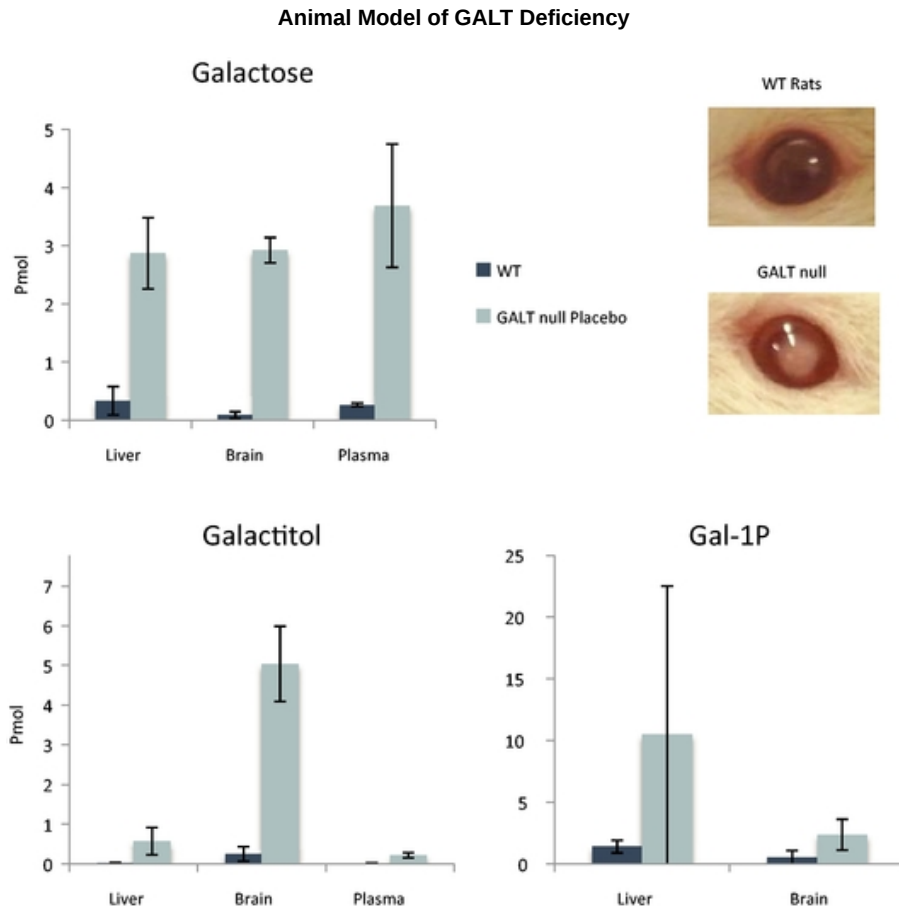 Animal Model of GALT Deficiency
Galactose
5
4
3
2
1
0
Pmol
Liver Brain Plasma
WT
GALT null Placebo
WT Rats
GALT null
Galactitol
7
6
5
4
3
2
1
0
Pmol
Liver Brain Plasma
Gal-1P
25
20
15
10
5
0
Liver Brain